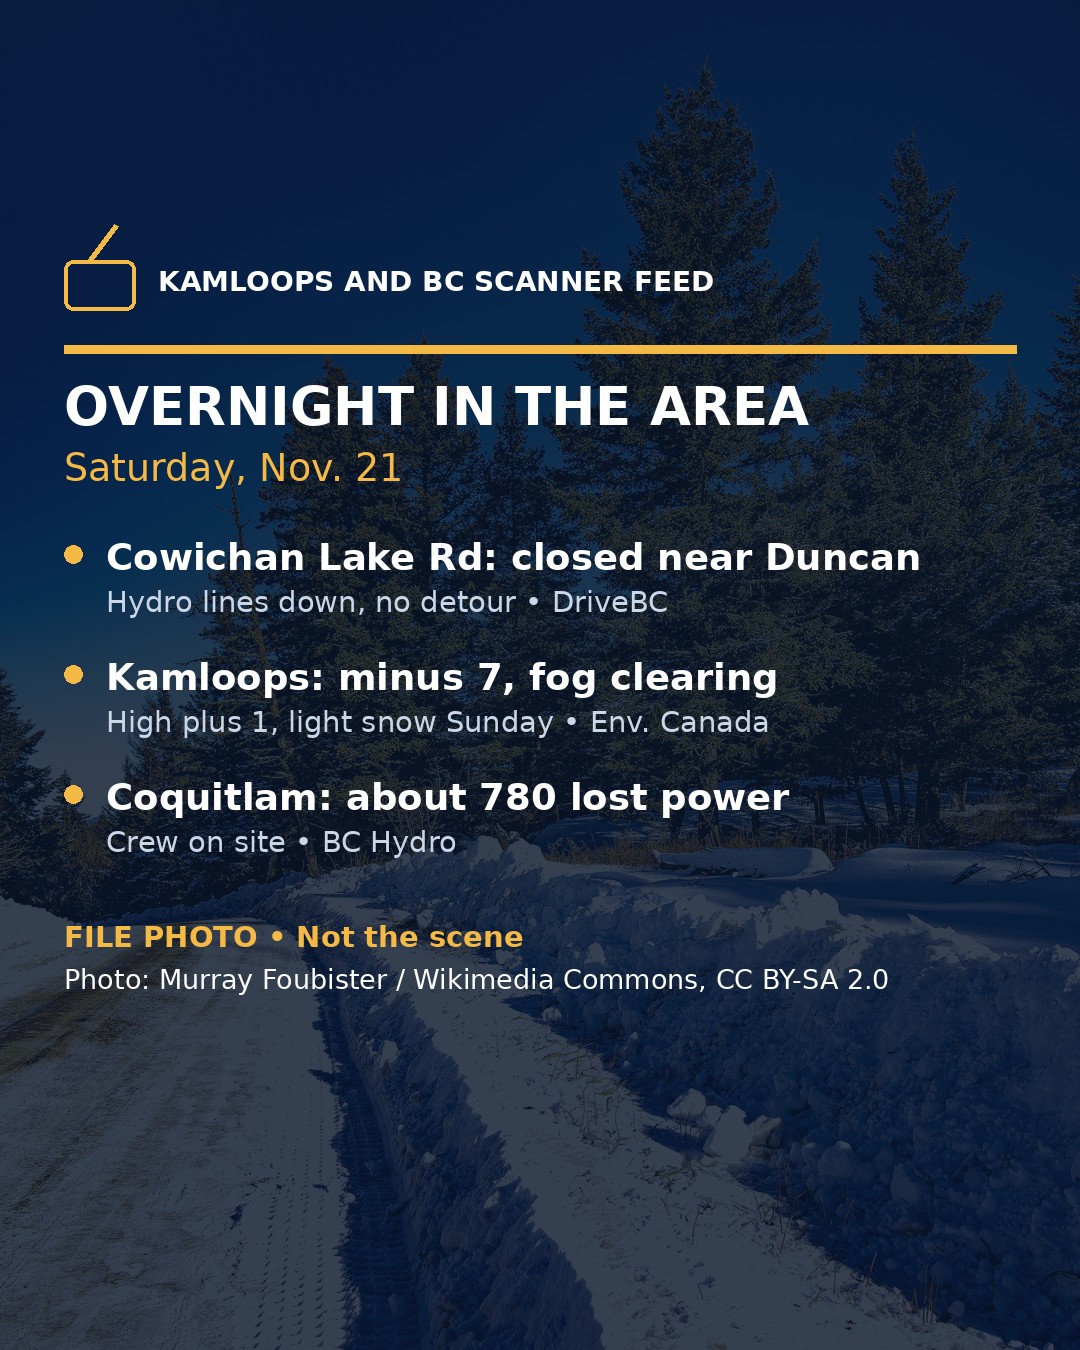 KAMLOOPS AND BC SCANNER FEED
OVERNIGHT IN THE AREA
Saturday, Nov. 21
Cowichan Lake Rd: closed near Duncan
Hydro lines down, no detour • DriveBC
Kamloops: minus 7, fog clearing
High plus 1, light snow Sunday • Env. Canada
Coquitlam: about 780 lost power
Crew on site • BC Hydro
FILE PHOTO • Not the scene
Photo: Murray Foubister / Wikimedia Commons, CC BY-SA 2.0